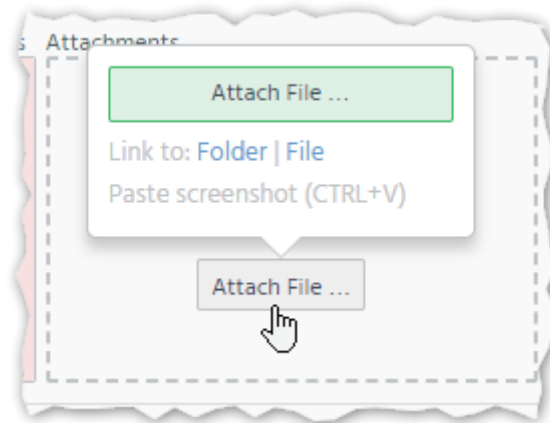 s Attachments
Attach File ...
Link to: Folder | File
Paste screenshot (CTRL+V)
Attach File ...